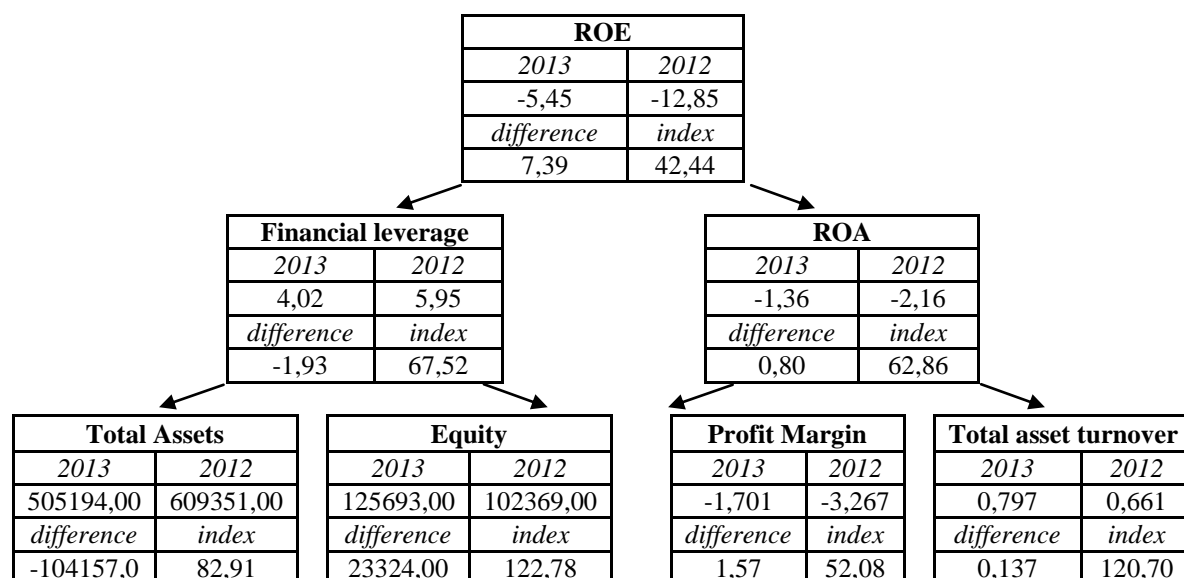 ROE
2013 2012
-5,45 -12,85
difference index
7,39 42,44
Financial leverage ROA
2013 2012 2013 2012
4,02 5,95 -1,36 -2,16
difference index difference index
-1,93 67,52 0,80 62,86
Total Assets Equity Profit Margin Total asset turnover
2013 2012 2013 2012 2013 2012 2013 2012
505194,00 609351,00 125693,00 102369,00 -1,701 -3,267 0,797 0,661
difference index difference index difference index difference index
-104157,0 82,91 23324,00 122,78 1,57 52,08 0,137 120,70